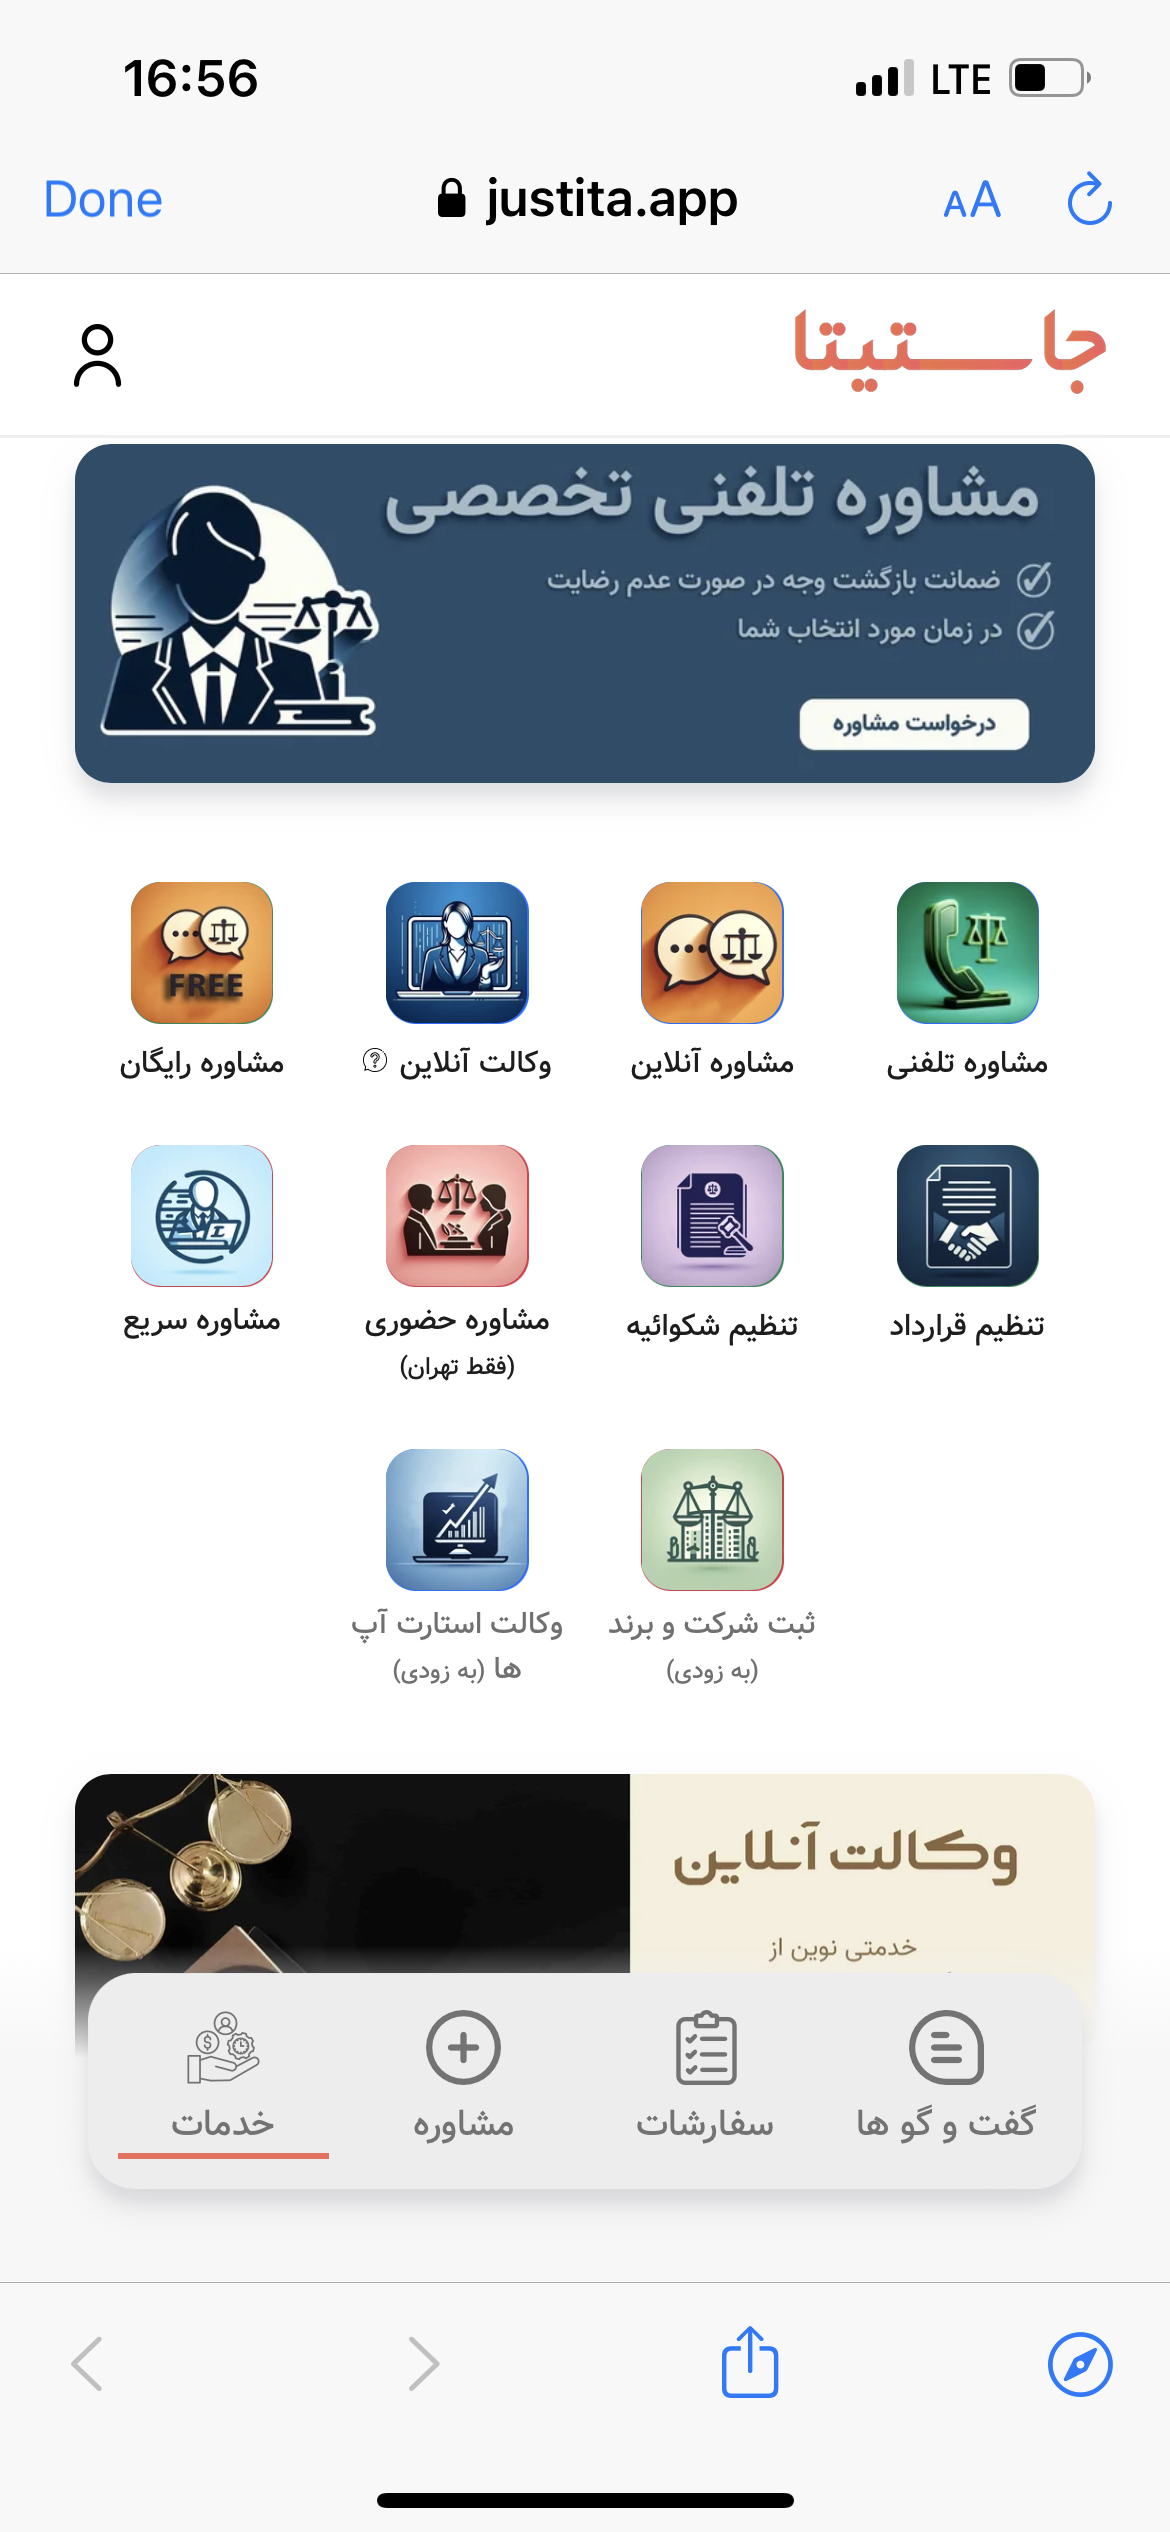 16:56 LTE
Done justita.app AA
جاستیتا
مشاوره تلفنی تخصصی
ضمانت بازگشت وجه در صورت عدم رضایت
در زمان مورد انتخاب شما
درخواست مشاوره
FREE
مشاوره تلفنی
مشاوره آنلاین
وکالت آنلاین ?
مشاوره رایگان
تنظیم قرارداد
تنظیم شکوائیه
مشاوره حضوری
(فقط تهران)
مشاوره سریع
ثبت شرکت و برند
(به زودی)
وکالت استارت آپ
ها (به زودی)
وکالت آنلاین
خدمتی نوین از
گفت و گو ها
سفارشات
مشاوره
خدمات